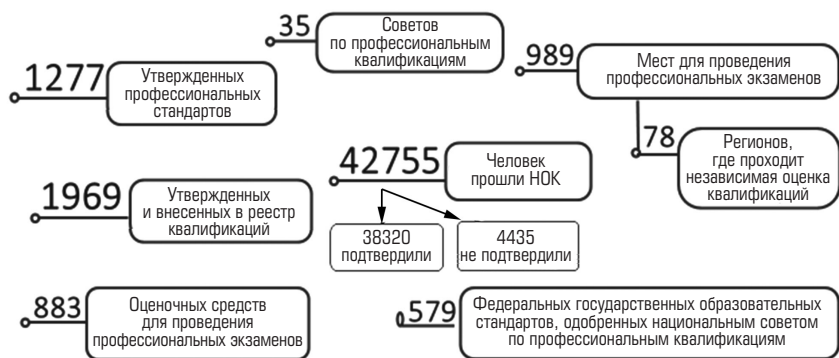 35
Советов
по профессиональным
квалификациям
1277
Утвержденных
профессиональных
стандартов
989
Мест для проведения
профессиональных экзаменов
78
Регионов,
где проходит
независимая оценка
квалификаций
42755
Человек
прошли НОК
38320
подтвердили
4435
не подтвердили
1969
Утвержденных
и внесенных в реестр
квалификаций
883
Оценочных средств
для проведения
профессиональных экзаменов
579
Федеральных государственных образовательных
стандартов, одобренных национальным советом
по профессиональным квалификациям